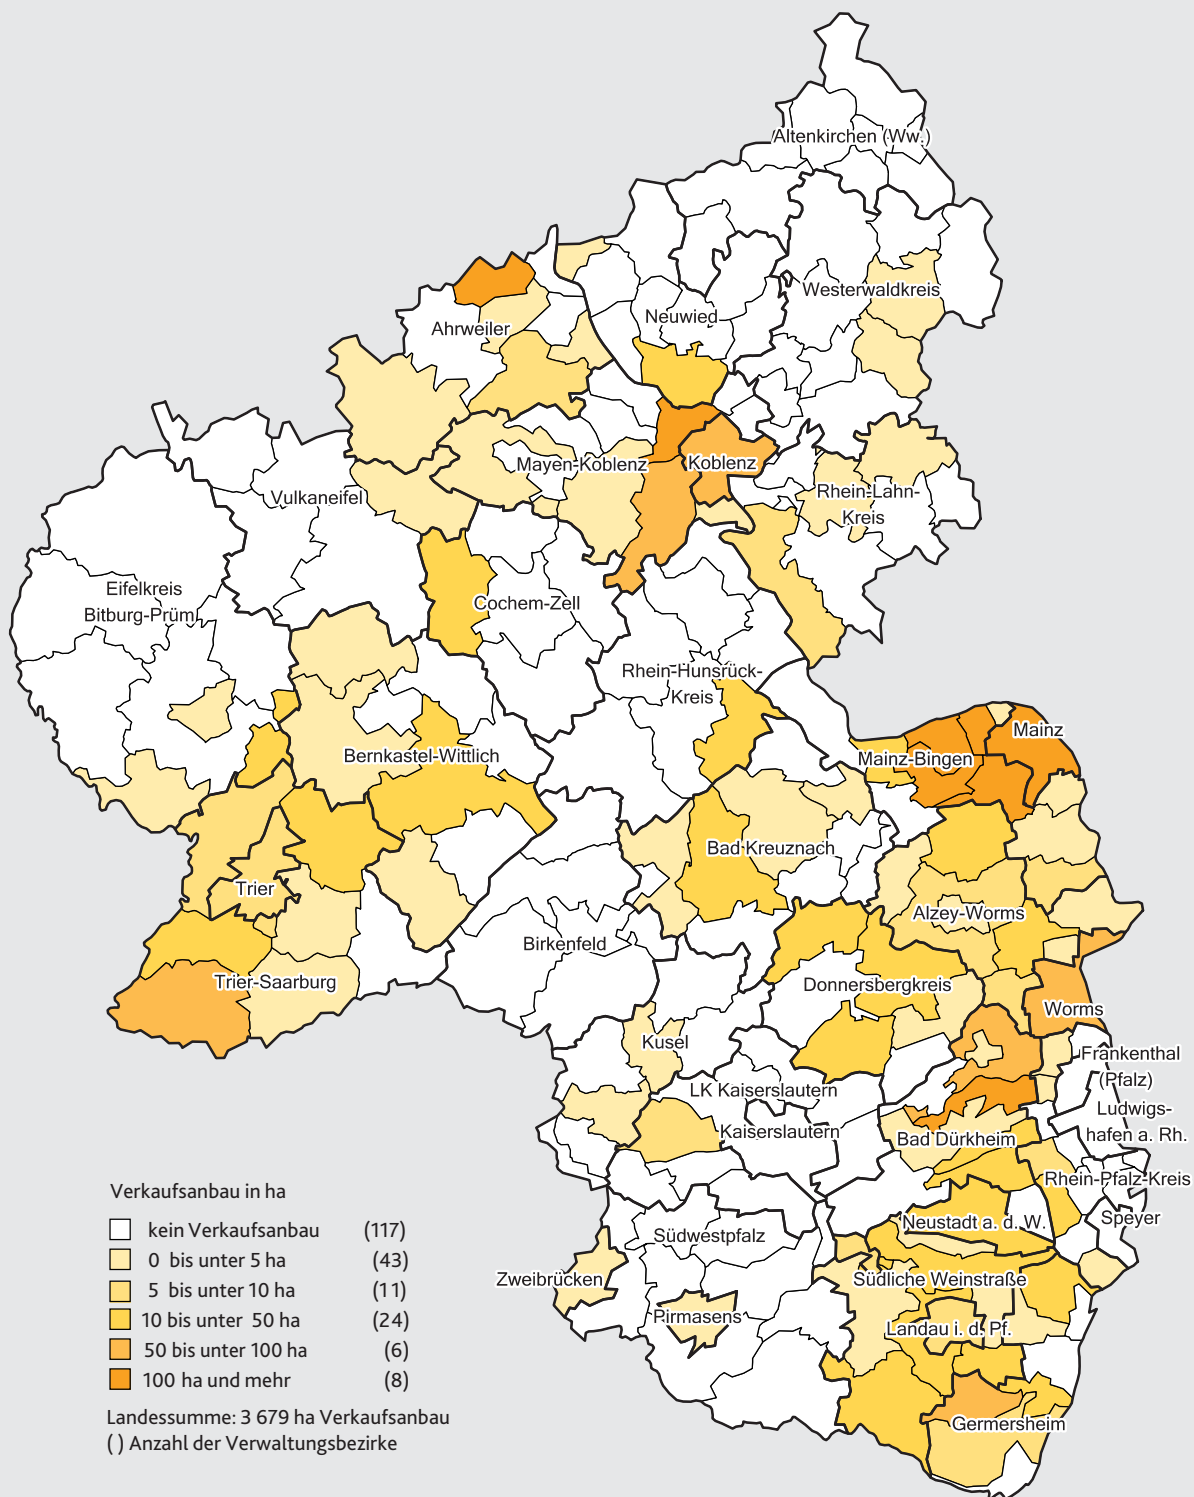 Altenkirchen (Ww.)
Westerwaldkreis
Neuwied
Ahrweiler
Mayen-Koblenz
Koblenz
Rhein-Lahn-
Kreis
Vulkaneifel
Eifelkreis
Bitburg-Prüm
Cochem-Zell
Rhein-Hunsrück-
Kreis
Mainz
Mainz-Bingen
Bernkastel-Wittlich
Bad Kreuznach
Trier
Alzey-Worms
Birkenfeld
Trier-Saarburg
Donnersbergkreis
Worms
Kusel
Frankenthal
(Pfalz)
LK Kaiserslautern
Ludwigs-
hafen a. Rh.
Kaiserslautern
Bad Dürkheim
Rhein-Pfalz-Kreis
Neustadt a. d. W.
Speyer
Südwestpfalz
Zweibrücken
Südliche Weinstraße
Pirmasens
Landau i. d. Pf.
Germersheim
Verkaufsanbau in ha
kein Verkaufsanbau (117)
0 bis unter 5 ha (43)
5 bis unter 10 ha (11)
10 bis unter 50 ha (24)
50 bis unter 100 ha (6)
100 ha und mehr (8)
Landessumme: 3 679 ha Verkaufsanbau
( ) Anzahl der Verwaltungsbezirke